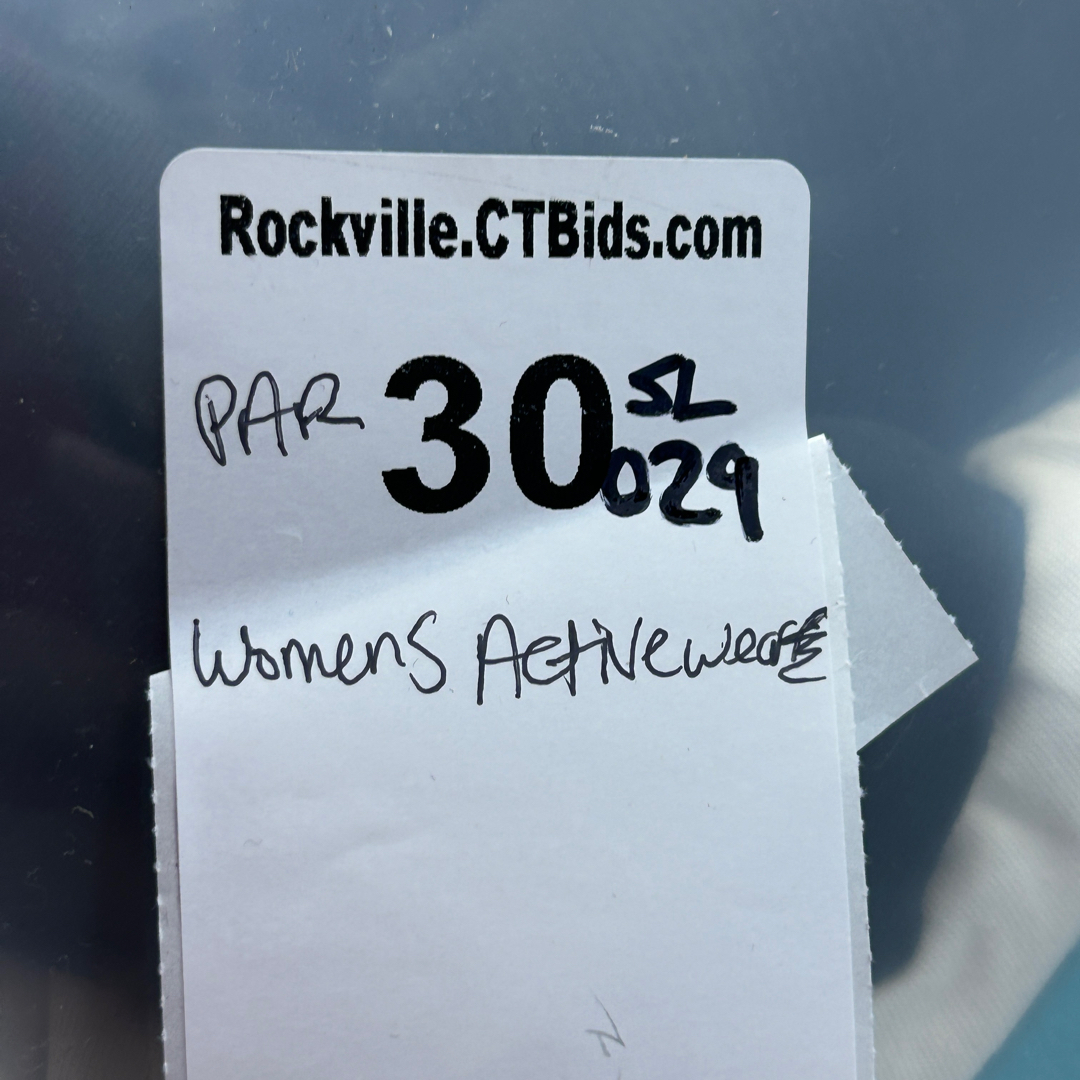 Rockville.CTBids.com
PAR 30 SL
029
Womens Activewear